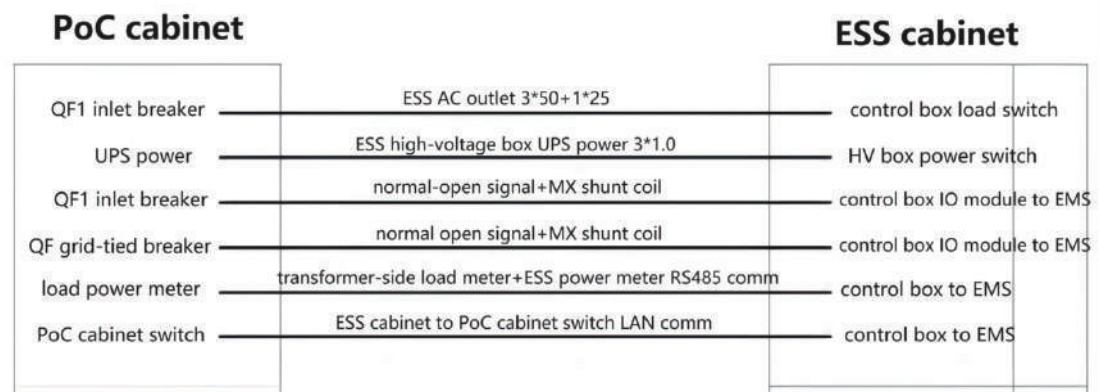 PoC cabinet
ESS cabinet
QF1 inlet breaker ESS AC outlet 3*50+1*25 control box load switch
UPS power ESS high-voltage box UPS power 3*1.0 HV box power switch
QF1 inlet breaker normal-open signal+MX shunt coil control box IO module to EMS
QF grid-tied breaker normal open signal+MX shunt coil control box IO module to EMS
load power meter transformer-side load meter+ESS power meter RS485 comm control box to EMS
PoC cabinet switch ESS cabinet to PoC cabinet switch LAN comm control box to EMS